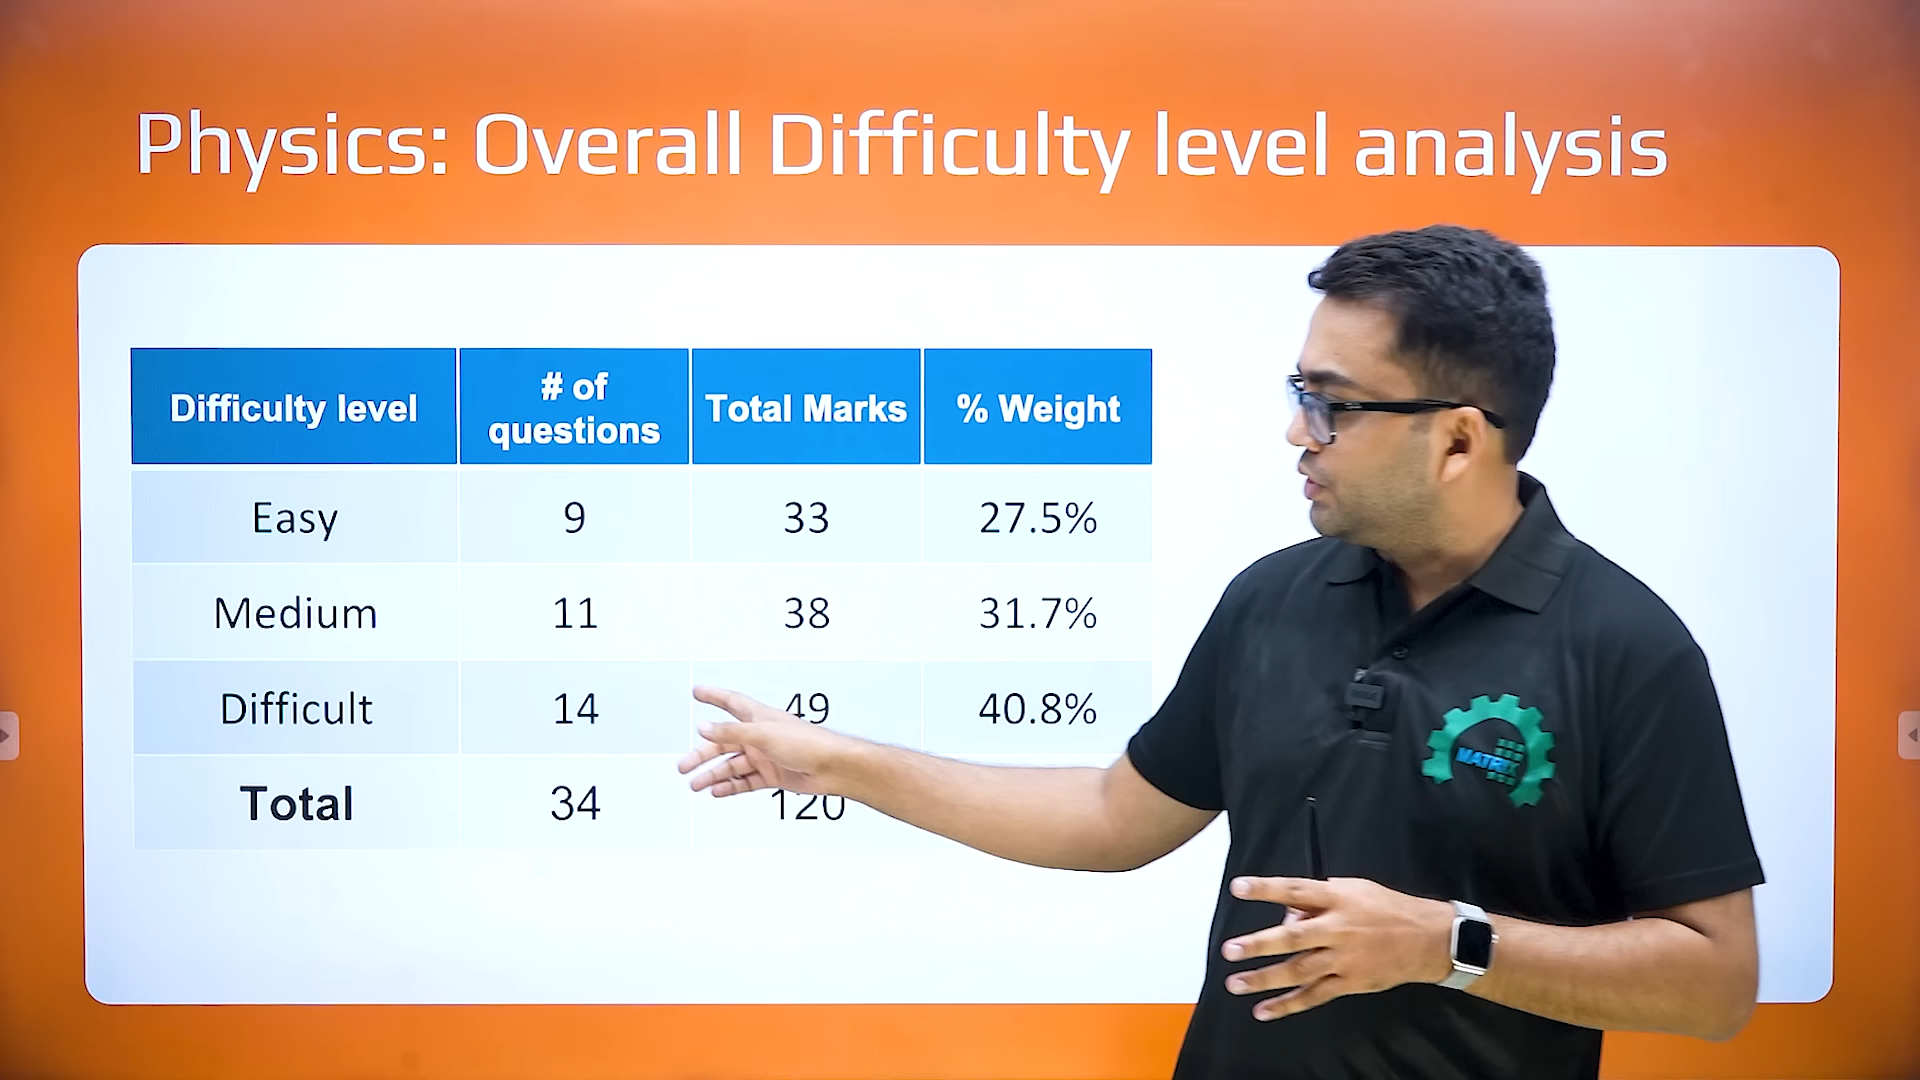 Physics: Overall Difficulty level analysis
Difficulty level # of questions Total Marks % Weight
Easy 9 33 27.5%
Medium 11 38 31.7%
Difficult 14 49 40.8%
Total 34 120
MATRIX